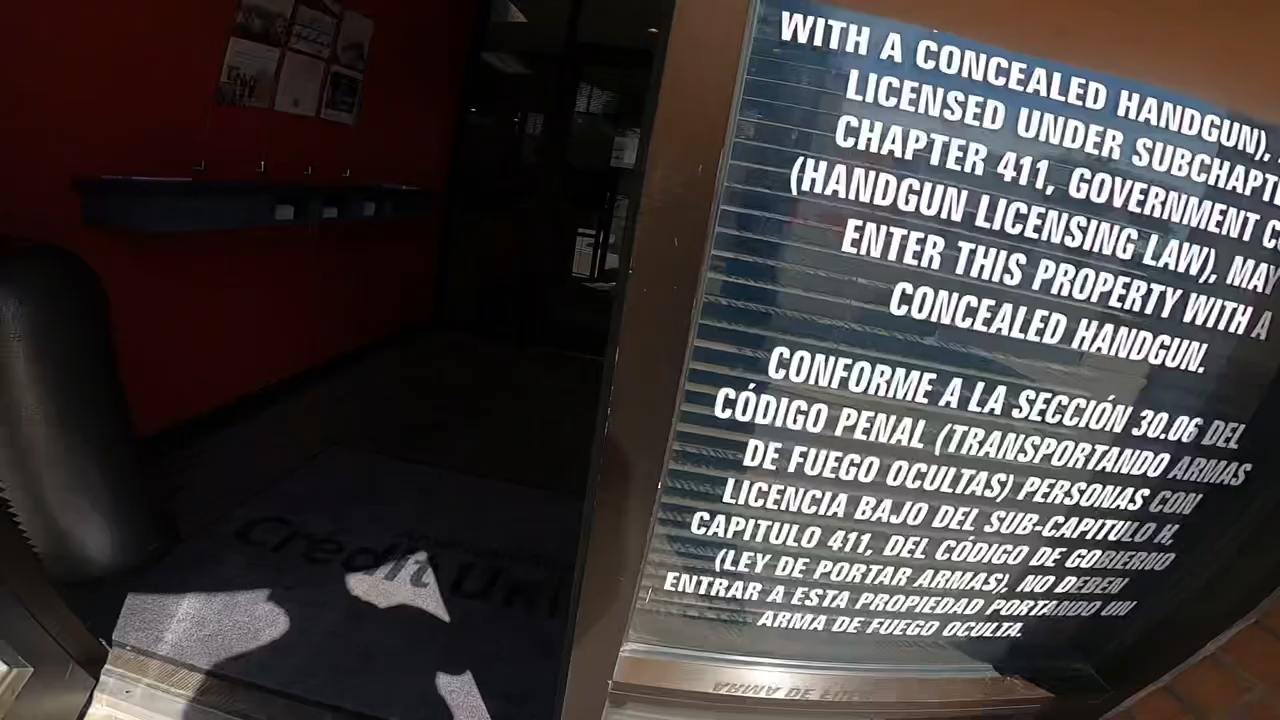 WITH A CONCEALED HANDGUN),
LICENSED UNDER
CHAPTER 411, GOVERNMENT
(HANDGUN LICENSING LAW), MAY
ENTER THIS PROPERTY WITH A
CONCEALED HANDGUN.
CONFORME A LA SECCIÓN 30.06 DEL
CÓDIGO PENAL (TRANSPORTANDO ARMAS
DE FUEGO OCULTAS) PERSONAS CON
LICENCIA BAJO DEL SUB-CAPITULO H,
CAPITULO 411, DEL CÓDIGO DE GOBIERNO
(LEY DE PORTAR ARMAS), NO DEBEN
ENTRAR A ESTA PROPIEDAD PORTANDO UN
ARMA DE FUEGO OCULTA.
Credit Uni